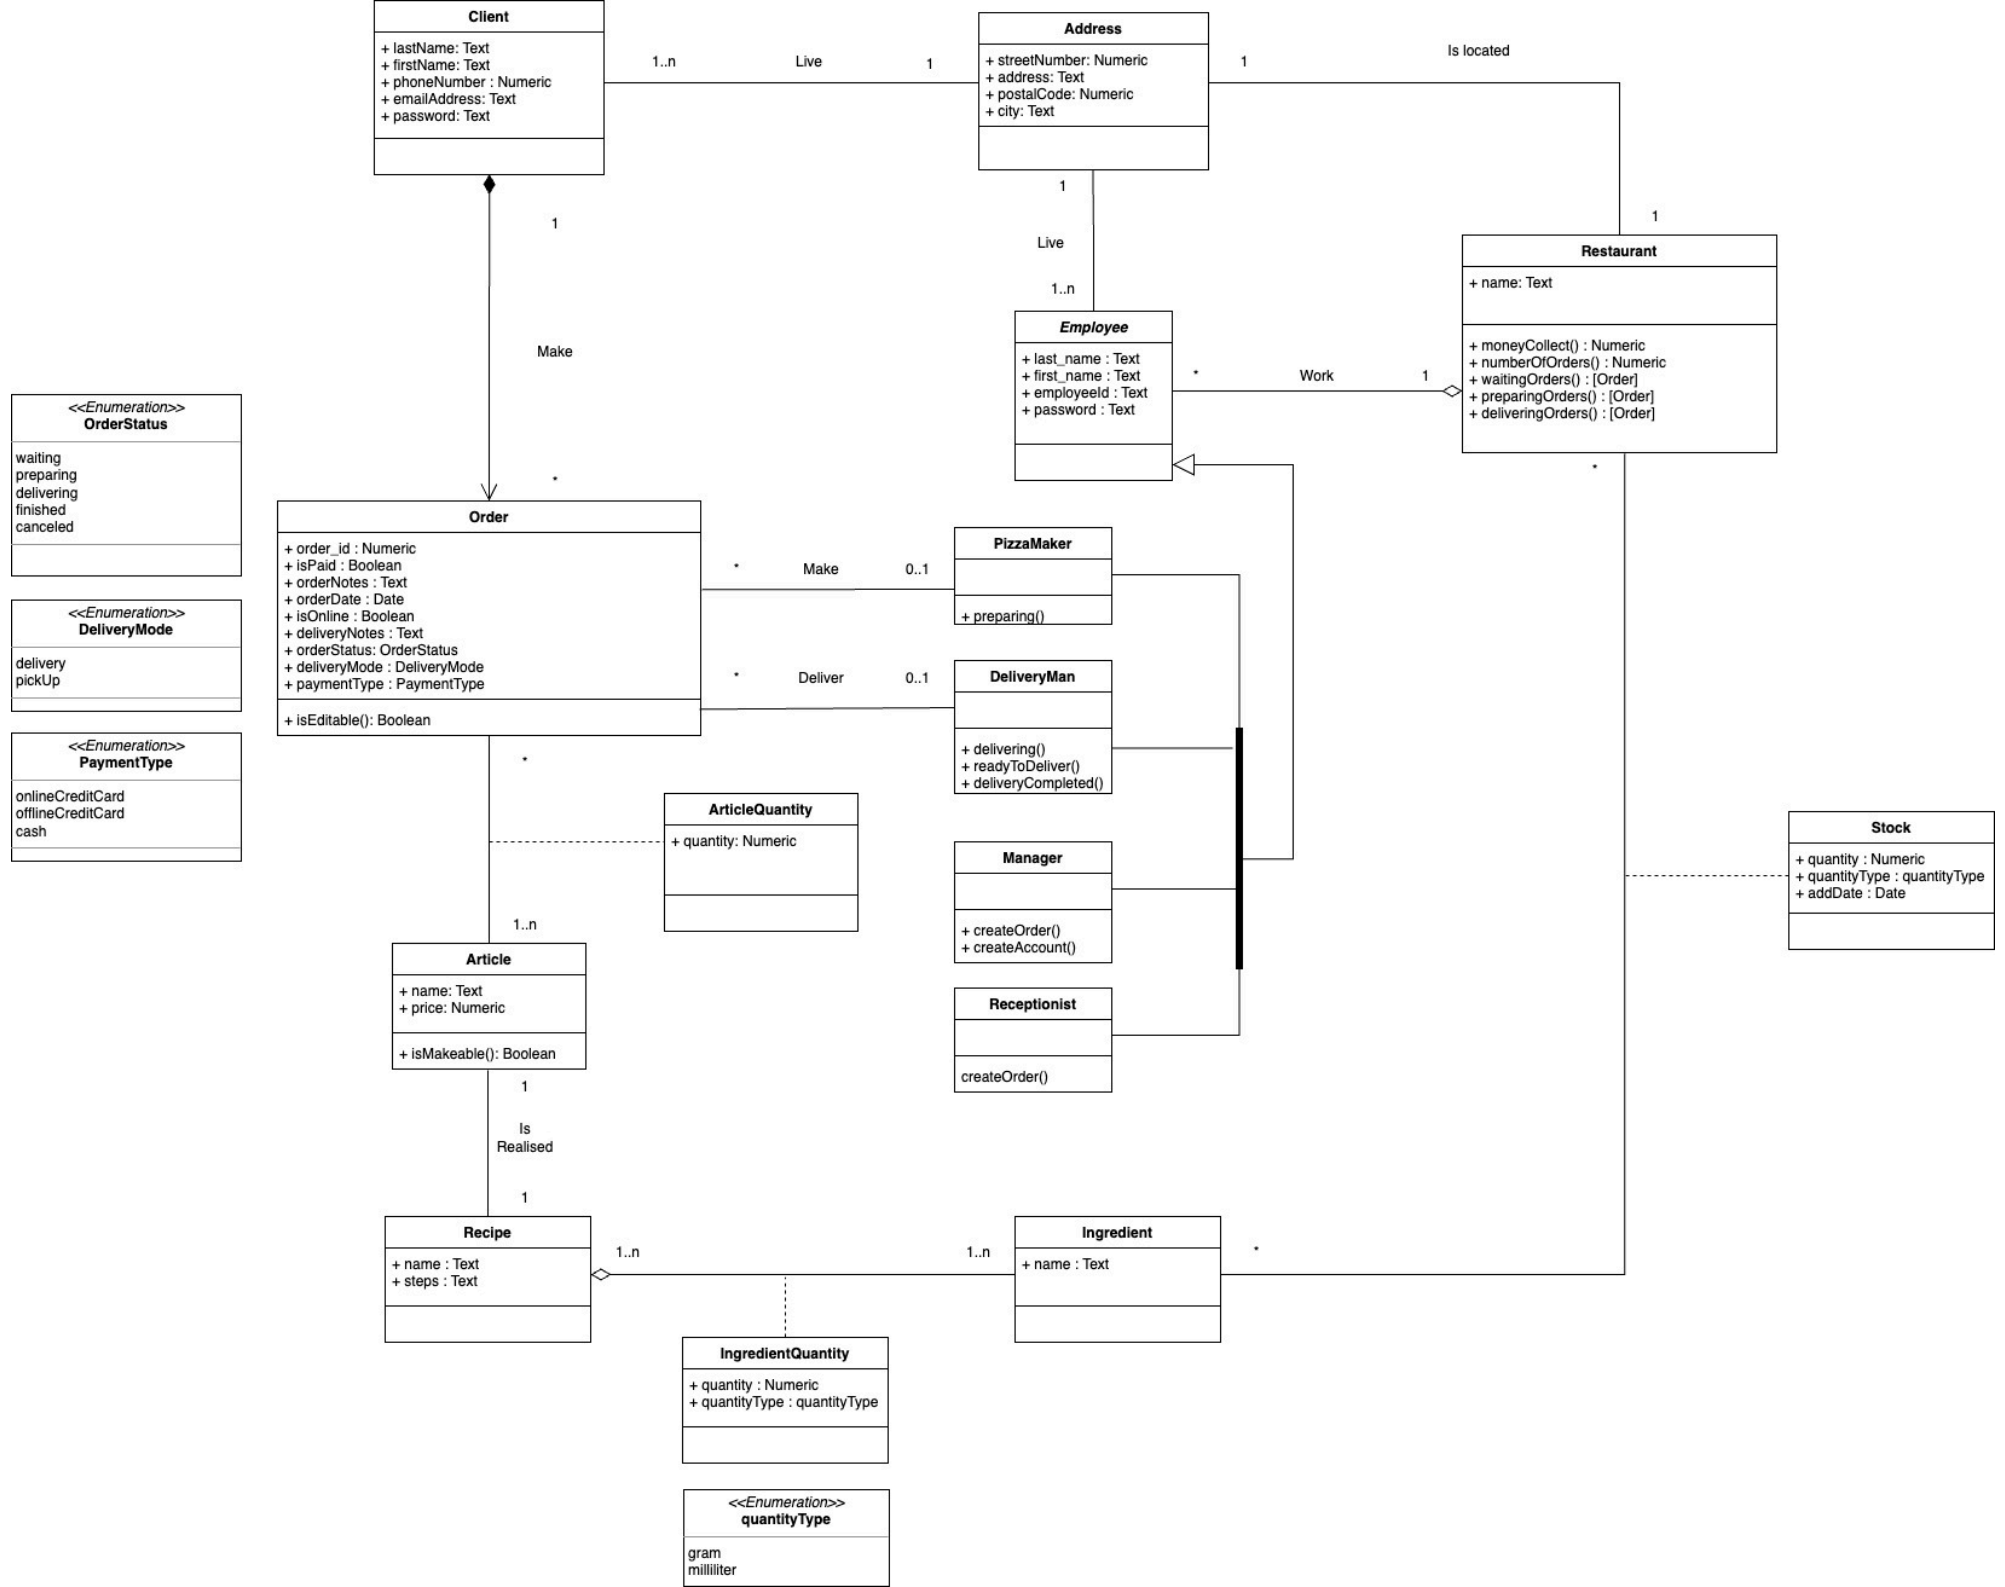 Client
+ lastName: Text
+ firstName: Text
+ phoneNumber : Numeric
+ emailAddress: Text
+ password: Text
1..n
Live
1
Address
+ streetNumber: Numeric
+ address: Text
+ postalCode: Numeric
+ city: Text
1
Is located
1
1
Live
1..n
1
Make
*
Restaurant
+ name: Text
+ moneyCollect() : Numeric
+ numberOfOrders() : Numeric
+ waitingOrders() : [Order]
+ preparingOrders() : [Order]
+ deliveringOrders() : [Order]
*
Employee
+ last_name : Text
+ first_name : Text
+ employeeId : Text
+ password : Text
*
Work
1
<<Enumeration>>
OrderStatus
waiting
preparing
delivering
finished
canceled
<<Enumeration>>
DeliveryMode
delivery
pickUp
<<Enumeration>>
PaymentType
onlineCreditCard
offlineCreditCard
cash
Order
+ order_id : Numeric
+ isPaid : Boolean
+ orderNotes : Text
+ orderDate : Date
+ isOnline : Boolean
+ deliveryNotes : Text
+ orderStatus: OrderStatus
+ deliveryMode : DeliveryMode
+ paymentType : PaymentType
+ isEditable(): Boolean
*
Make
0..1
PizzaMaker
+ preparing()
*
Deliver
0..1
DeliveryMan
+ delivering()
+ readyToDeliver()
+ deliveryCompleted()
Manager
+ createOrder()
+ createAccount()
Receptionist
createOrder()
*
ArticleQuantity
+ quantity: Numeric
1..n
Stock
+ quantity : Numeric
+ quantityType : quantityType
+ addDate : Date
Article
+ name: Text
+ price: Numeric
+ isMakeable(): Boolean
1
Is
Realised
1
Recipe
+ name : Text
+ steps : Text
1..n
1..n
Ingredient
+ name : Text
*
IngredientQuantity
+ quantity : Numeric
+ quantityType : quantityType
<<Enumeration>>
quantityType
gram
milliliter